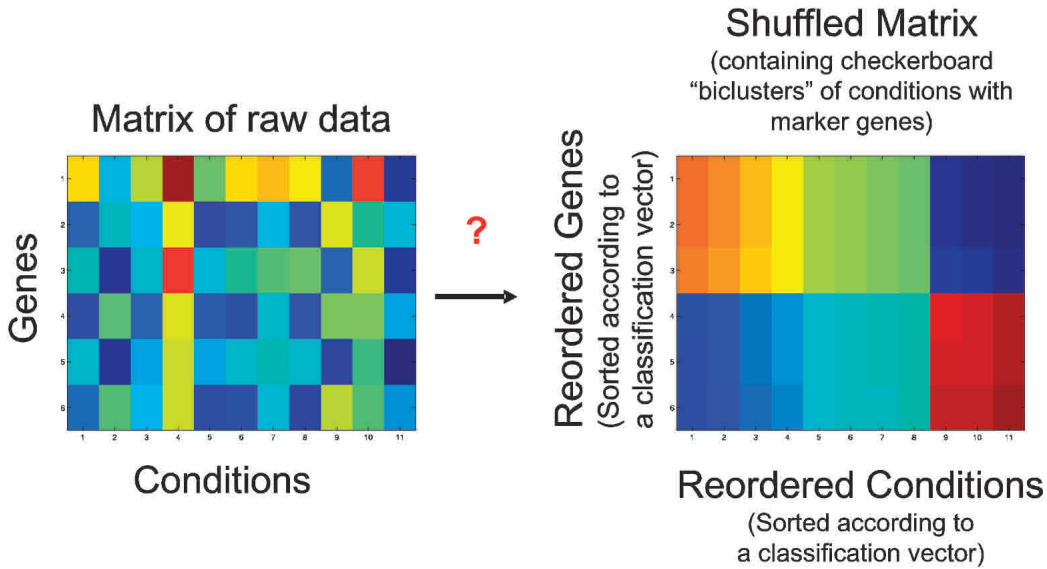 Matrix of raw data
Genes
1
2
3
4
5
6
1 2 3 4 5 6 7 8 9 10 11
Conditions
?
Shuffled Matrix
(containing checkerboard
“biclusters” of conditions with
marker genes)
Reordered Genes
(Sorted according to
a classification vector)
1
2
3
4
5
6
1 2 3 4 5 6 7 8 9 10 11
Reordered Conditions
(Sorted according to
a classification vector)